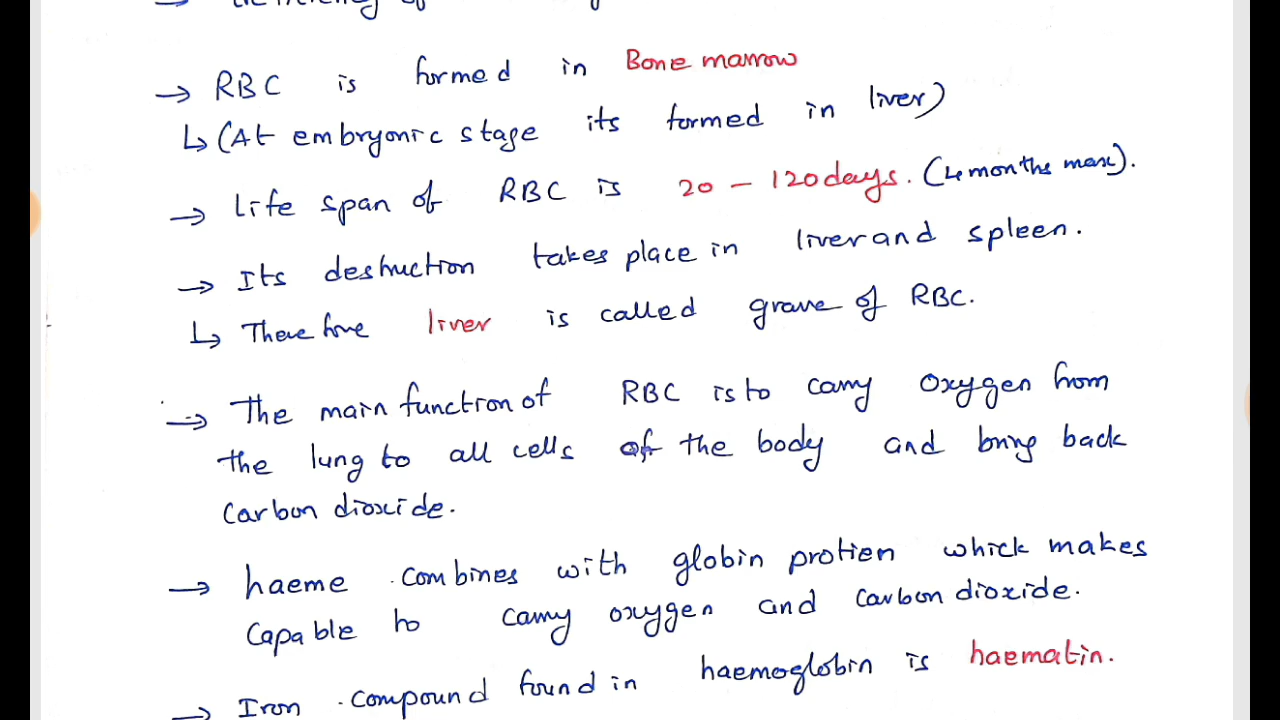 → RBC is formed in Bone marrow
↳ (At embryonic stage its formed in liver)
→ Life span of RBC is 20 – 120 days. (4 months max).
→ Its destruction takes place in liver and spleen.
↳ Therefore liver is called grave of RBC.
→ The main function of RBC is to carry Oxygen from
the lung to all cells of the body and bring back
Carbon dioxide.
→ haeme combines with globin protien which makes
Capable to carry oxygen and Carbon dioxide.
→ Iron compound found in haemoglobin is haematin.